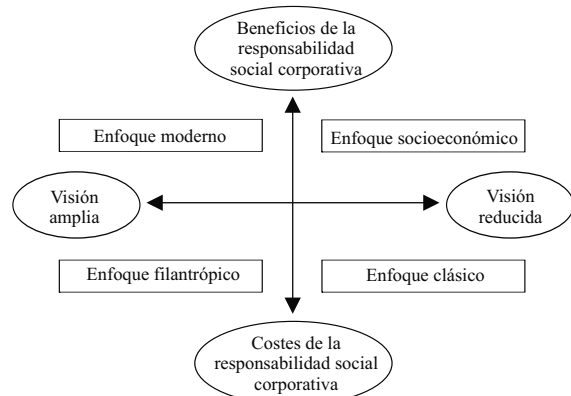 Beneficios de la
responsabilidad
social corporativa
Enfoque moderno
Enfoque socioeconómico
Visión
amplia
Visión
reducida
Enfoque filantrópico
Enfoque clásico
Costes de la
responsabilidad social
corporativa